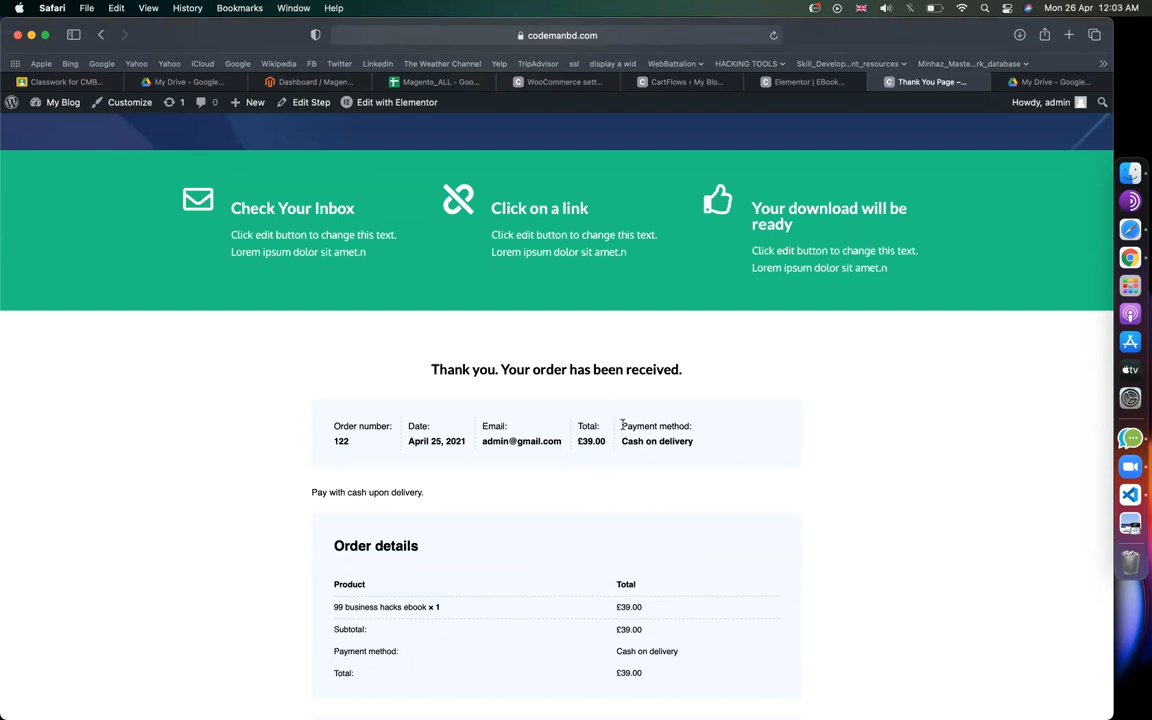 Safari File Edit View History Bookmarks Window Help Mon 26 Apr 12:03 AM
codemanbd.com
Apple Bing Google Yahoo Yahoo iCloud Google Wikipedia FB Twitter LinkedIn The Weather Channel Yelp TripAdvisor ssl display a wid WebBattalion HACKING TOOLS Skill_Develop...nt_resources Minhaz_Maste...rk_database
Classwork for CMB... My Drive - Google... Dashboard / Magen... Magento_ALL - Goo... WooCommerce sett... CartFlows ‹ My Blo... Elementor | EBook... Thank You Page –... My Drive - Google...
My Blog Customize 1 0 New Edit Step Edit with Elementor Howdy, admin
Check Your Inbox
Click edit button to change this text.
Lorem ipsum dolor sit amet.n
Click on a link
Click edit button to change this text.
Lorem ipsum dolor sit amet.n
Your download will be
ready
Click edit button to change this text.
Lorem ipsum dolor sit amet.n
Thank you. Your order has been received.
Order number: Date: Email: Total: Payment method:
122 April 25, 2021 admin@gmail.com £39.00 Cash on delivery
Pay with cash upon delivery.
Order details
Product Total
99 business hacks ebook × 1 £39.00
Subtotal: £39.00
Payment method: Cash on delivery
Total: £39.00
tv